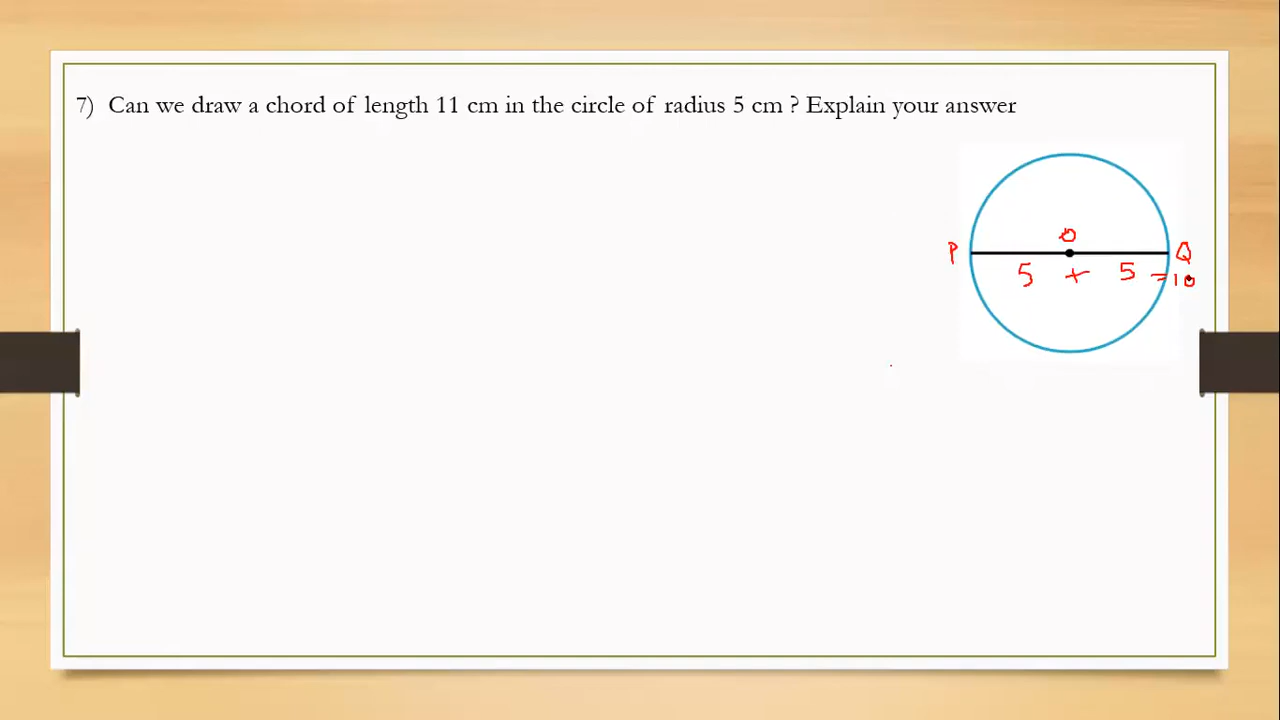 7) Can we draw a chord of length 11 cm in the circle of radius 5 cm ? Explain your answer
O
P Q
5 + 5 =10